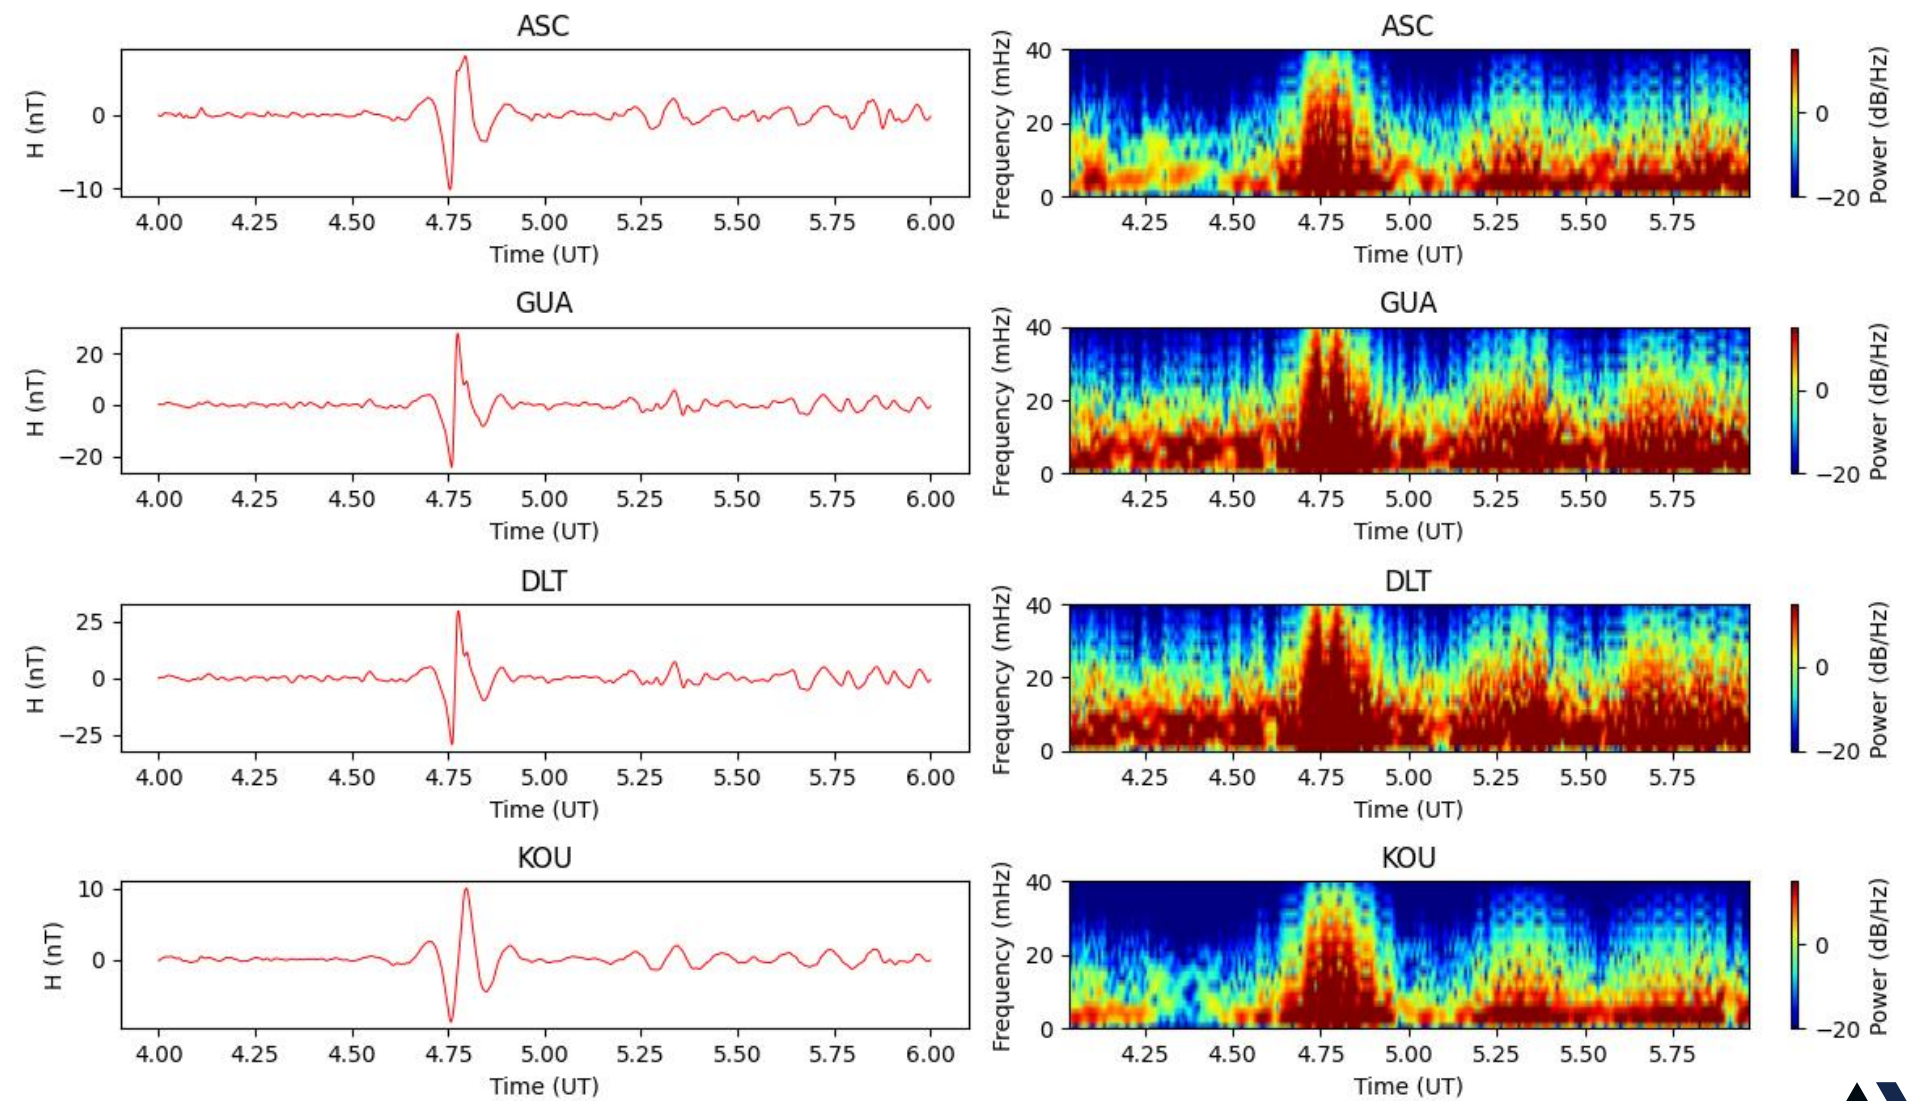 ASC
H (nT)
0
−10
4.00 4.25 4.50 4.75 5.00 5.25 5.50 5.75 6.00
Time (UT)
ASC
Frequency (mHz)
40
20
0
4.25 4.50 4.75 5.00 5.25 5.50 5.75
Time (UT)
0
−20
Power (dB/Hz)
GUA
H (nT)
20
0
−20
4.00 4.25 4.50 4.75 5.00 5.25 5.50 5.75 6.00
Time (UT)
GUA
Frequency (mHz)
40
20
0
4.25 4.50 4.75 5.00 5.25 5.50 5.75
Time (UT)
0
−20
Power (dB/Hz)
DLT
H (nT)
25
0
−25
4.00 4.25 4.50 4.75 5.00 5.25 5.50 5.75 6.00
Time (UT)
DLT
Frequency (mHz)
40
20
0
4.25 4.50 4.75 5.00 5.25 5.50 5.75
Time (UT)
0
−20
Power (dB/Hz)
KOU
H (nT)
10
0
4.00 4.25 4.50 4.75 5.00 5.25 5.50 5.75 6.00
Time (UT)
KOU
Frequency (mHz)
40
20
0
4.25 4.50 4.75 5.00 5.25 5.50 5.75
Time (UT)
0
−20
Power (dB/Hz)